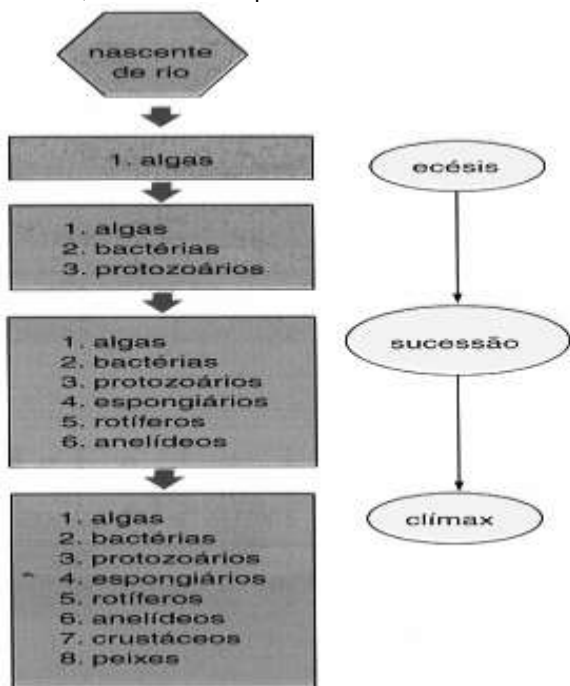 nascente
de rio
1. algas
1. algas
2. bactérias
3. protozoários
1. algas
2. bactérias
3. protozoários
4. espongiários
5. rotíferos
6. anelídeos
1. algas
2. bactérias
3. protozoários
4. espongiários
5. rotíferos
6. anelídeos
7. crustáceos
8. peixes
ecésis
sucessão
clímax